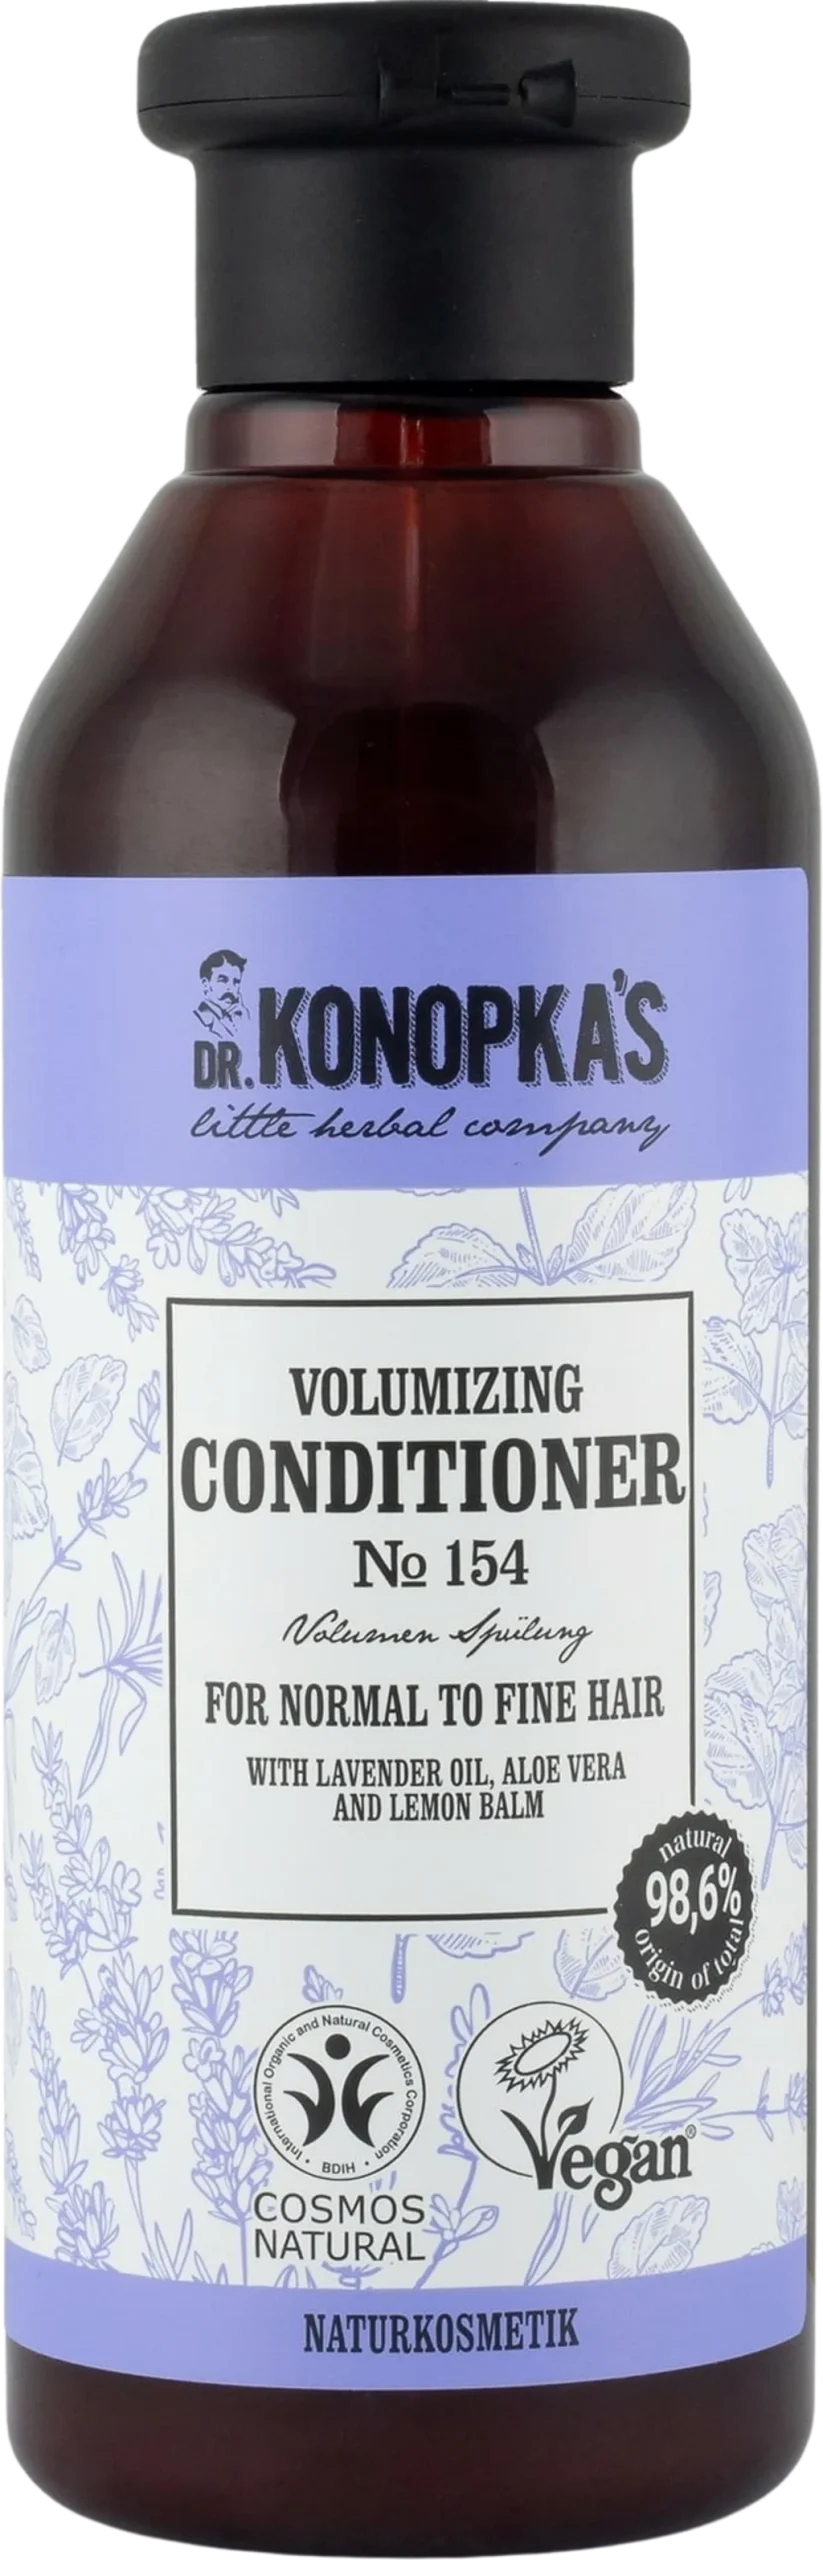 DR. KONOPKA'S
little herbal company
VOLUMIZING
CONDITIONER
№ 154
Volumen Spülung
FOR NORMAL TO FINE HAIR
WITH LAVENDER OIL, ALOE VERA
AND LEMON BALM
natural
98,6%
origin of total
International Organic and Natural Cosmetics Corporation
BDIH
Vegan®
COSMOS
NATURAL
NATURKOSMETIK